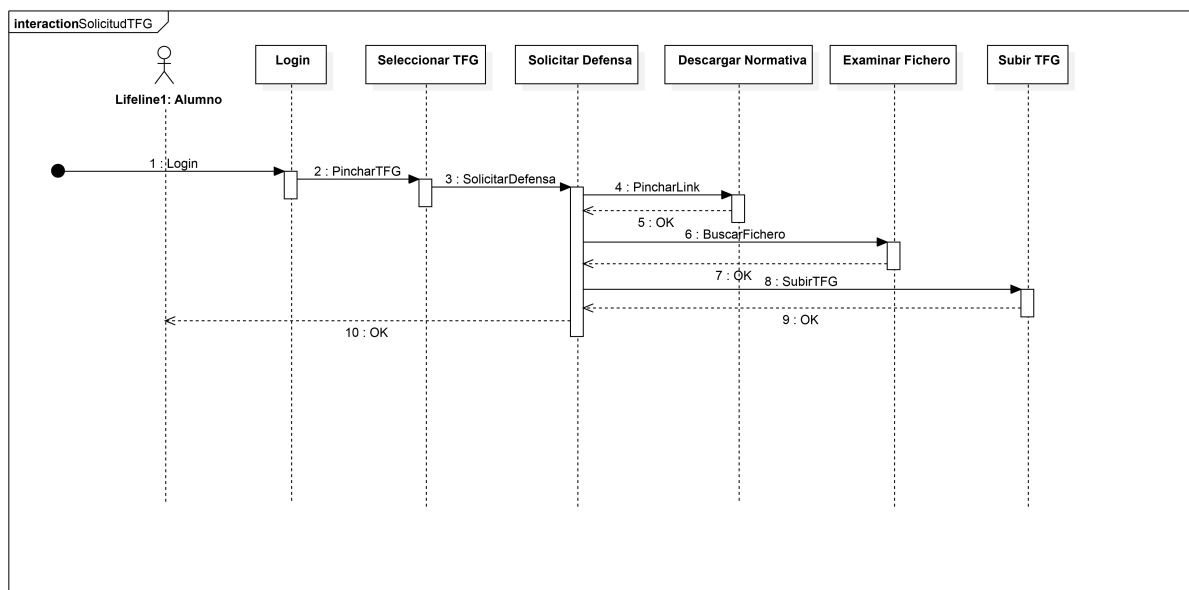 interactionSolicitudTFG
Login
Seleccionar TFG
Solicitar Defensa
Descargar Normativa
Examinar Fichero
Subir TFG
Lifeline1: Alumno
1 : Login
2 : PincharTFG
3 : SolicitarDefensa
4 : PincharLink
5 : OK
6 : BuscarFichero
7 : OK
8 : SubirTFG
9 : OK
10 : OK